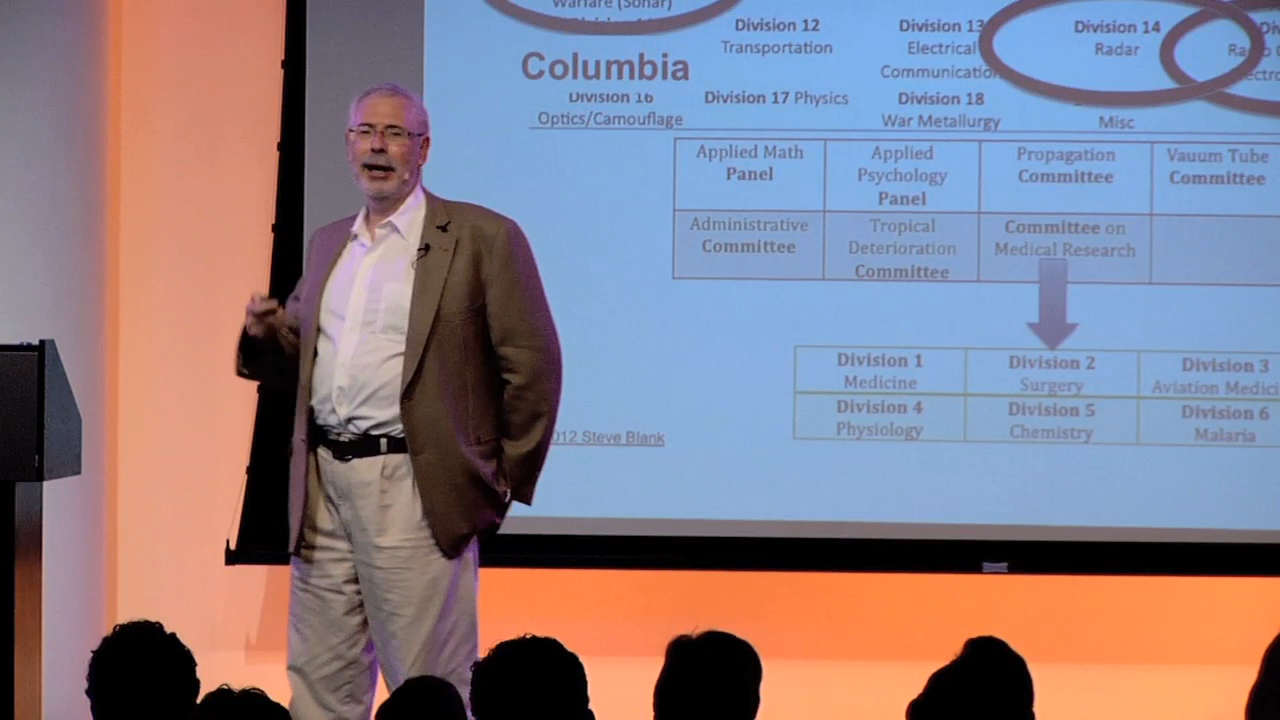 Warfare (Sonar)
Division 12
Transportation
Division 13
Electrical
Communication
Division 14
Radar
Columbia
Division 16
Optics/Camouflage
Division 17 Physics
Division 18
War Metallurgy
Misc
Applied Math
Panel
Applied
Psychology
Panel
Propagation
Committee
Vauum Tube
Committee
Administrative
Committee
Tropical
Deterioration
Committee
Committee on
Medical Research
Division 1
Medicine
Division 2
Surgery
Division 3
Aviation Medici
Division 4
Physiology
Division 5
Chemistry
Division 6
Malaria
012 Steve Blank